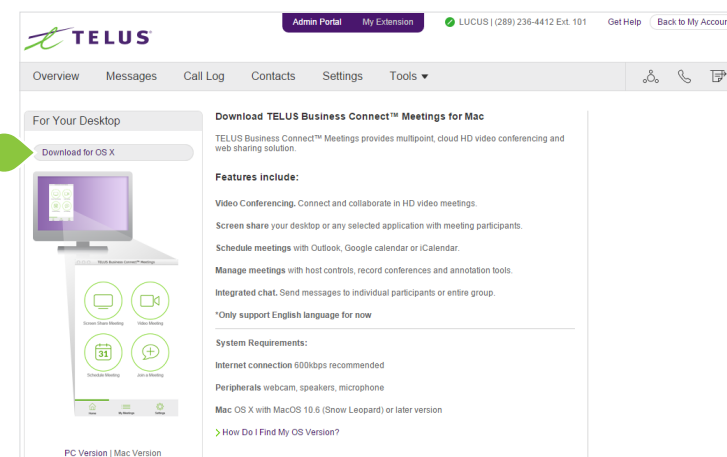 TELUS
Admin Portal My Extension LUCUS | (289) 236-4412 Ext. 101 Get Help Back to My Accoun
Overview Messages Call Log Contacts Settings Tools
For Your Desktop
Download for OS X
TELUS Business Connect™ Meetings
Screen Share Meeting Video Meeting
31
Schedule Meeting Join a Meeting
Home My Meetings Settings
PC Version | Mac Version
Download TELUS Business Connect™ Meetings for Mac
TELUS Business Connect™ Meetings provides multipoint, cloud HD video conferencing and
web sharing solution.
Features include:
Video Conferencing. Connect and collaborate in HD video meetings.
Screen share your desktop or any selected application with meeting participants.
Schedule meetings with Outlook, Google calendar or iCalendar.
Manage meetings with host controls, record conferences and annotation tools.
Integrated chat. Send messages to individual participants or entire group.
*Only support English language for now
System Requirements:
Internet connection 600kbps recommended
Peripherals webcam, speakers, microphone
Mac OS X with MacOS 10.6 (Snow Leopard) or later version
> How Do I Find My OS Version?